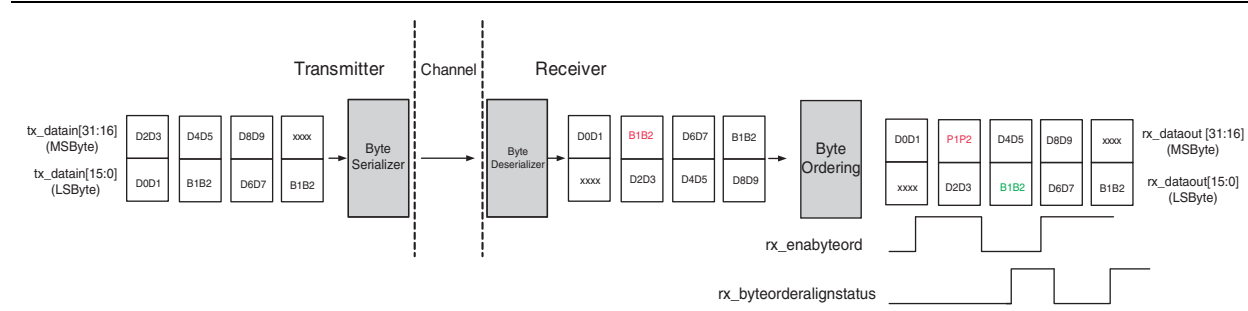 Transmitter Channel Receiver
tx_datain[31:16]
(MSByte)
D2D3 D4D5 D8D9 xxxx
tx_datain[15:0]
(LSByte)
D0D1 B1B2 D6D7 B1B2
Byte
Serializer
Byte
Deserializer
D0D1 B1B2 D6D7 B1B2
xxxx D2D3 D4D5 D8D9
Byte
Ordering
D0D1 P1P2 D4D5 D8D9 xxxx
xxxx D2D3 B1B2 D6D7 B1B2
rx_dataout [31:16]
(MSByte)
rx_dataout[15:0]
(LSByte)
rx_enabyteord
rx_byteorderalignstatus